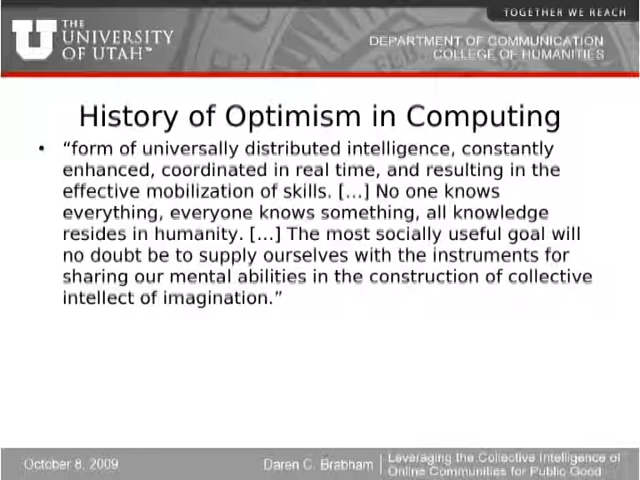 TOGETHER WE REACH
THE
UNIVERSITY
OF UTAH™
DEPARTMENT OF COMMUNICATION
COLLEGE OF HUMANITIES
History of Optimism in Computing
• “form of universally distributed intelligence, constantly
enhanced, coordinated in real time, and resulting in the
effective mobilization of skills. […] No one knows
everything, everyone knows something, all knowledge
resides in humanity. […] The most socially useful goal will
no doubt be to supply ourselves with the instruments for
sharing our mental abilities in the construction of collective
intellect of imagination.”
October 8, 2009
Daren C. Brabham
Leveraging the Collective Intelligence of
Online Communities for Public Good